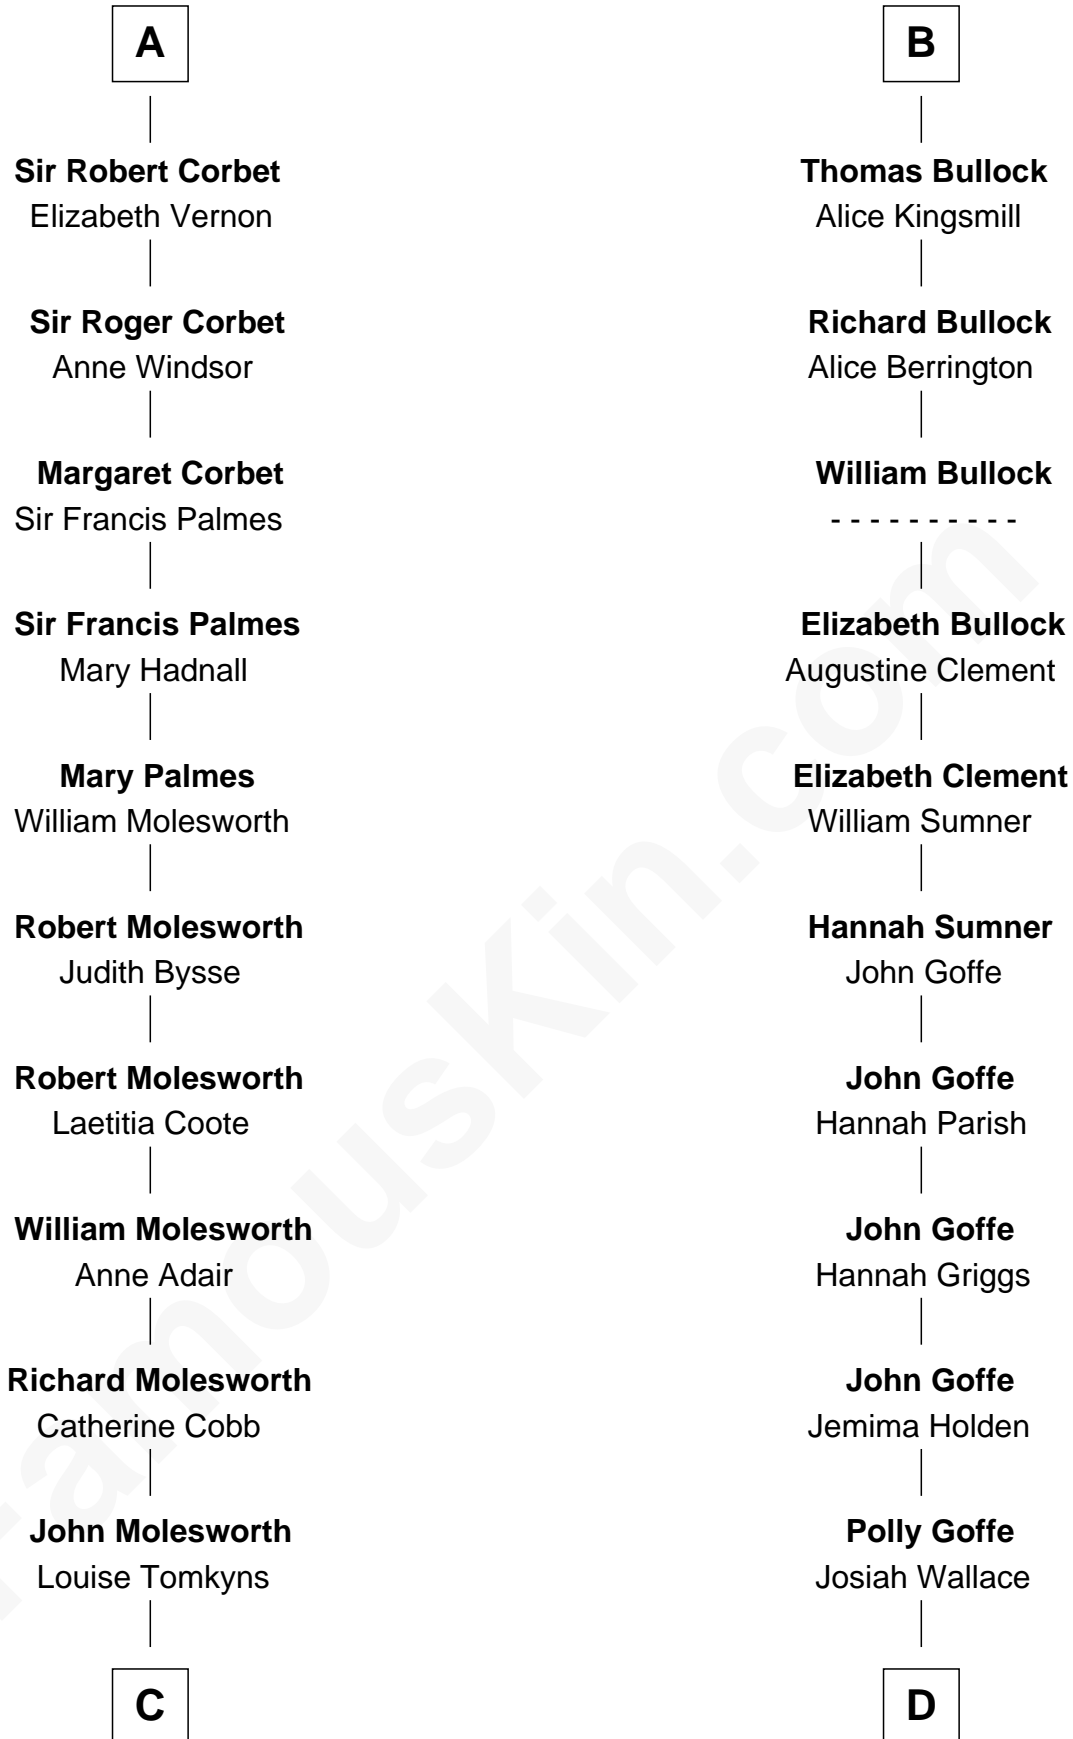 A
Sir Robert Corbet
Elizabeth Vernon
Sir Roger Corbet
Anne Windsor
Margaret Corbet
Sir Francis Palmes
Sir Francis Palmes
Mary Hadnall
Mary Palmes
William Molesworth
Robert Molesworth
Judith Bysse
Robert Molesworth
Laetitia Coote
William Molesworth
Anne Adair
Richard Molesworth
Catherine Cobb
John Molesworth
Louise Tomkyns
C
B
Thomas Bullock
Alice Kingsmill
Richard Bullock
Alice Berrington
William Bullock
- - - - - - - - - -
Elizabeth Bullock
Augustine Clement
Elizabeth Clement
William Sumner
Hannah Sumner
John Goffe
John Goffe
Hannah Parish
John Goffe
Hannah Griggs
John Goffe
Jemima Holden
Polly Goffe
Josiah Wallace
D
FamousKin.com